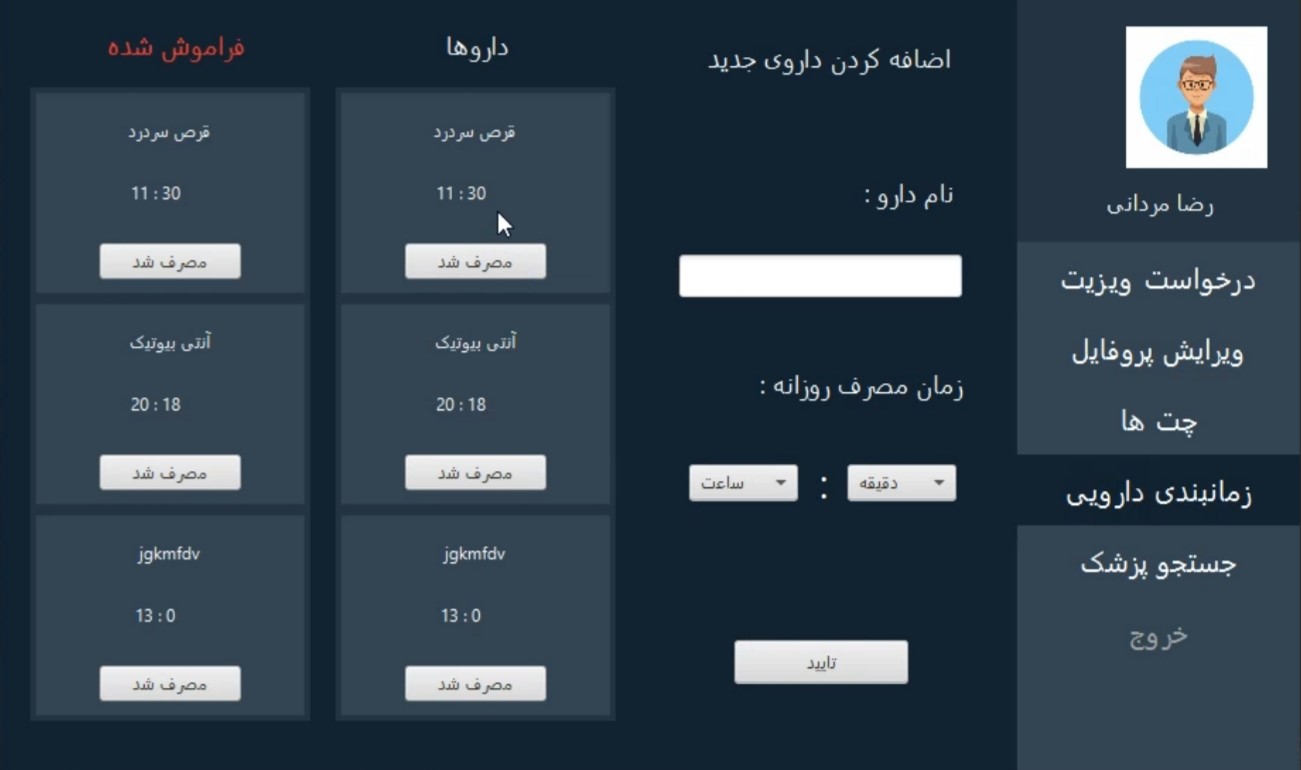 رضا مردانی
درخواست ویزیت
ویرایش پروفایل
چت ها
زمانبندی دارویی
جستجو پزشک
خروج
اضافه کردن داروی جدید
نام دارو :
زمان مصرف روزانه :
ساعت : دقیقه
تایید
داروها
قرص سردرد
11 : 30
مصرف شد
آنتی بیوتیک
20 : 18
مصرف شد
jgkmfdv
13 : 0
مصرف شد
فراموش شده
قرص سردرد
11 : 30
مصرف شد
آنتی بیوتیک
20 : 18
مصرف شد
jgkmfdv
13 : 0
مصرف شد